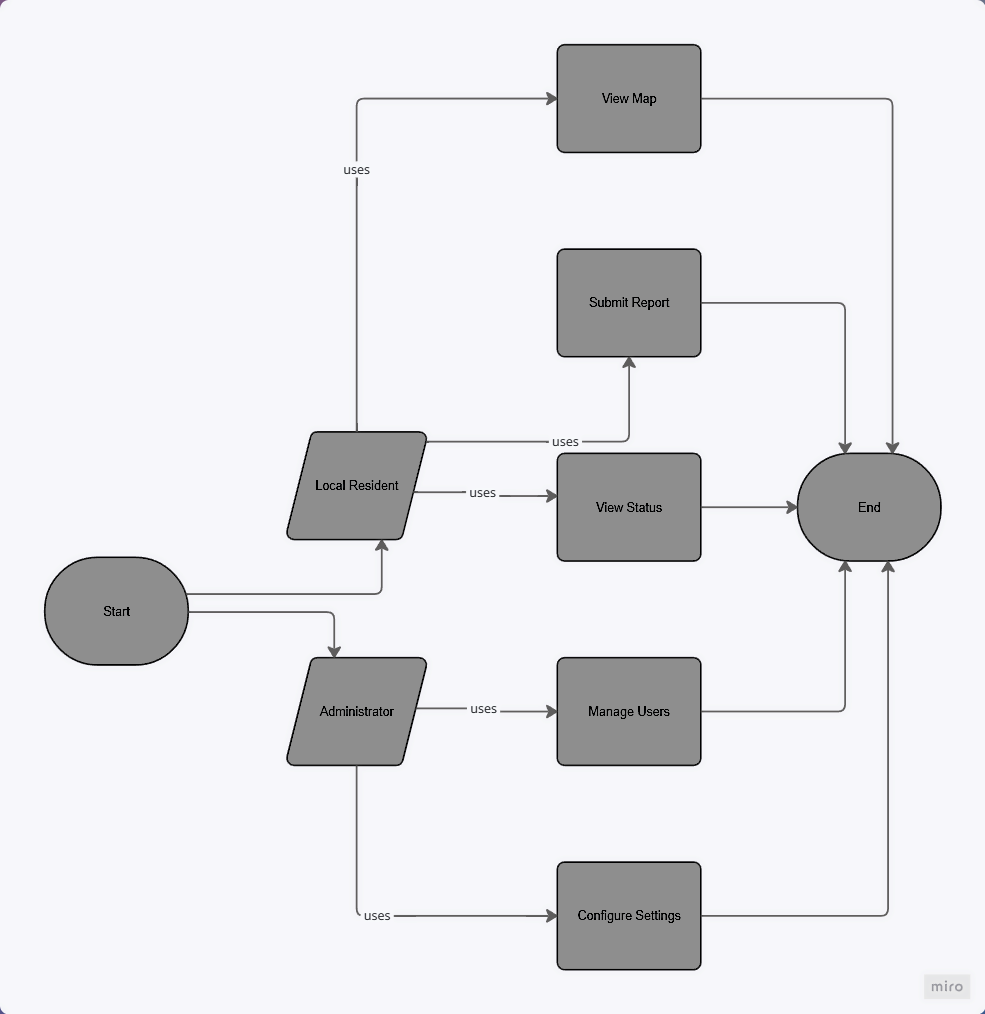 View Map
uses
Submit Report
uses
Local Resident
uses
View Status
End
Start
Administrator
uses
Manage Users
uses
Configure Settings
miro